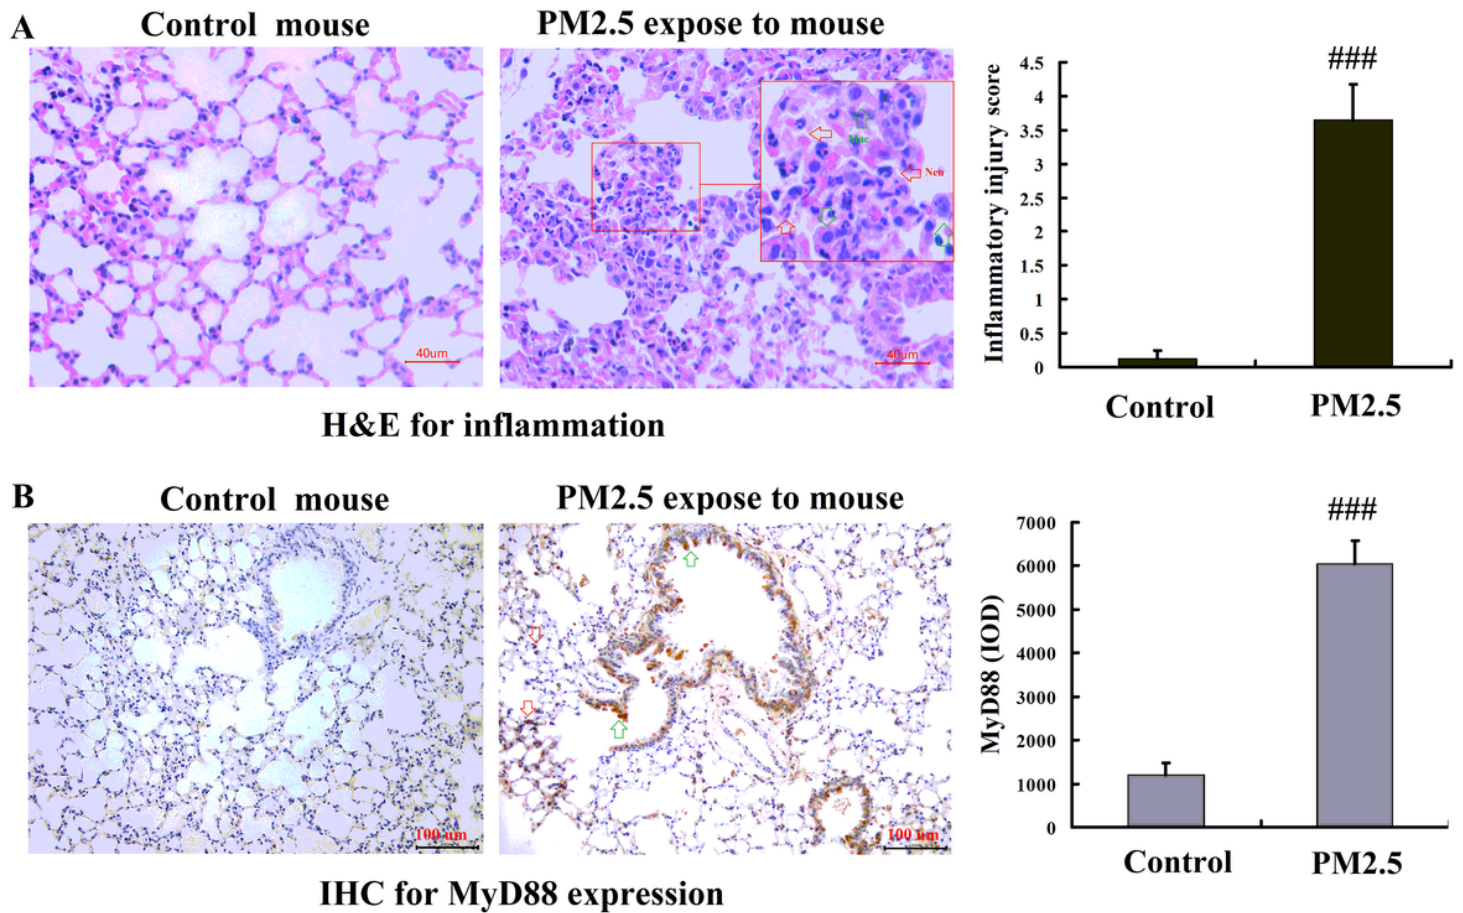 A
Control mouse
PM2.5 expose to mouse
Mac
Neu
40um
40um
H&E for inflammation
Inflammatory injury score
4.5
4
3.5
3
2.5
2
1.5
1
0.5
0
###
Control
PM2.5
B
Control mouse
PM2.5 expose to mouse
100 um
100 um
IHC for MyD88 expression
MyD88 (IOD)
7000
6000
5000
4000
3000
2000
1000
0
###
Control
PM2.5